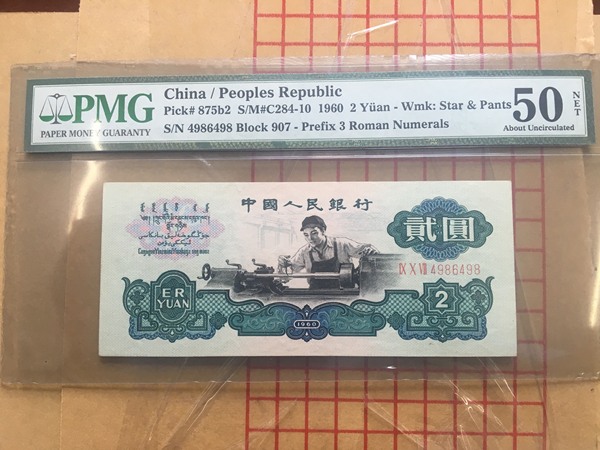 PMG
PAPER MONEY GUARANTY
China / Peoples Republic
Pick# 875b2 S/M#C284-10 1960 2 Yüan - Wmk: Star & Pants
S/N 4986498 Block 907 - Prefix 3 Roman Numerals
50
NET
About Uncirculated
中國人民銀行
貳圓
ⅨⅩⅦ 4986498
ER
YUAN
1960
2